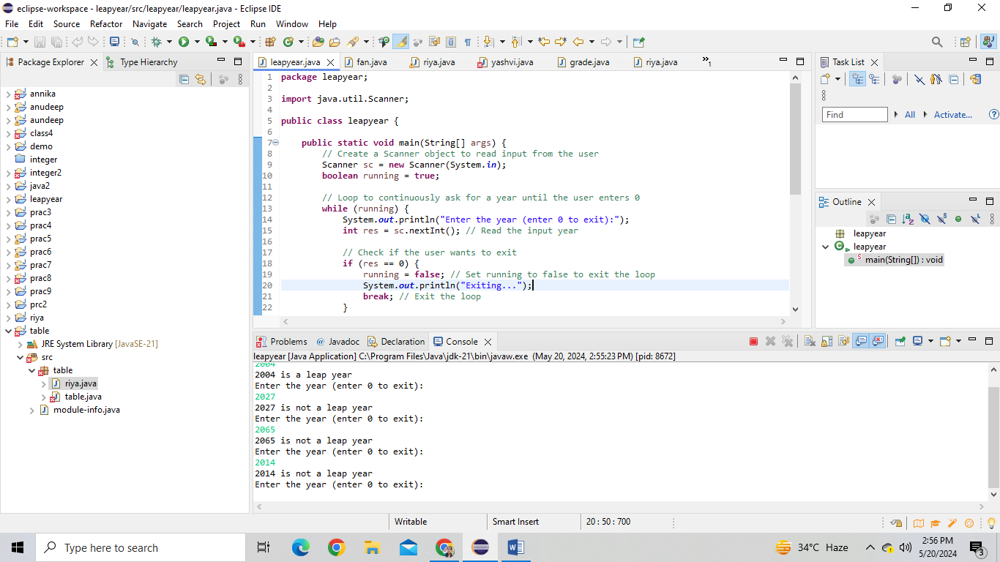 eclipse-workspace - leapyear/src/leapyear/leapyear.java - Eclipse IDE
File Edit Source Refactor Navigate Search Project Run Window Help
Package Explorer Type Hierarchy
annika
anudeep
aundeep
class4
demo
integer
integer2
java2
leapyear
prac3
prac4
prac5
prac6
prac7
prac8
prac9
prc2
riya
table
JRE System Library [JavaSE-21]
src
table
riya.java
table.java
module-info.java
leapyear.java fan.java riya.java yashvi.java grade.java riya.java »1
1 package leapyear;
2
3 import java.util.Scanner;
4
5 public class leapyear {
6
7 public static void main(String[] args) {
8 // Create a Scanner object to read input from the user
9 Scanner sc = new Scanner(System.in);
10 boolean running = true;
11
12 // Loop to continuously ask for a year until the user enters 0
13 while (running) {
14 System.out.println("Enter the year (enter 0 to exit):");
15 int res = sc.nextInt(); // Read the input year
16
17 // Check if the user wants to exit
18 if (res == 0) {
19 running = false; // Set running to false to exit the loop
20 System.out.println("Exiting...");
21 break; // Exit the loop
22 }
Task List
Find All Activate...
Outline
leapyear
leapyear
main(String[]) : void
Problems @ Javadoc Declaration Console
leapyear [Java Application] C:\Program Files\Java\jdk-21\bin\javaw.exe (May 20, 2024, 2:55:23 PM) [pid: 8672]
2004
2004 is a leap year
Enter the year (enter 0 to exit):
2027
2027 is not a leap year
Enter the year (enter 0 to exit):
2065
2065 is not a leap year
Enter the year (enter 0 to exit):
2014
2014 is not a leap year
Enter the year (enter 0 to exit):
Writable Smart Insert 20 : 50 : 700
Type here to search
34°C Haze
2:56 PM
5/20/2024
3